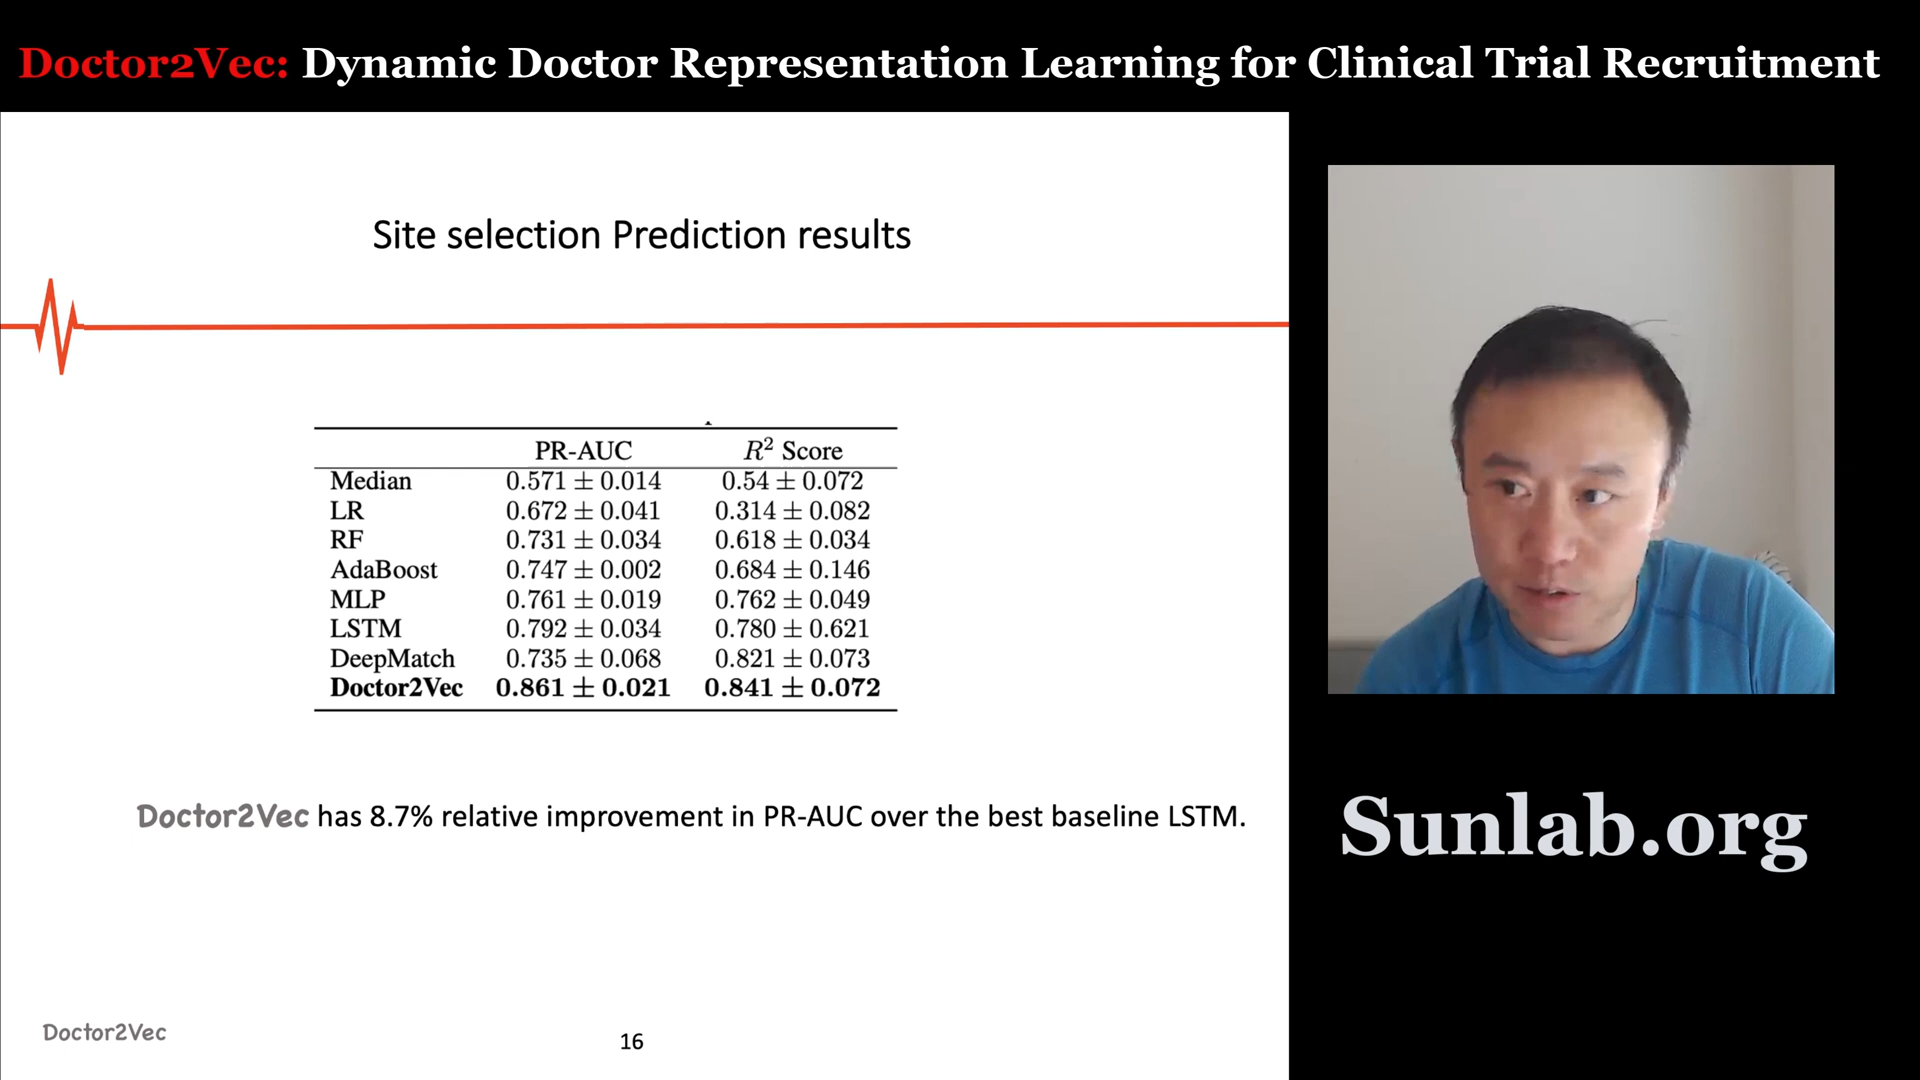 Doctor2Vec: Dynamic Doctor Representation Learning for Clinical Trial Recruitment
Site selection Prediction results
PR-AUC R² Score
Median 0.571 ± 0.014 0.54 ± 0.072
LR 0.672 ± 0.041 0.314 ± 0.082
RF 0.731 ± 0.034 0.618 ± 0.034
AdaBoost 0.747 ± 0.002 0.684 ± 0.146
MLP 0.761 ± 0.019 0.762 ± 0.049
LSTM 0.792 ± 0.034 0.780 ± 0.621
DeepMatch 0.735 ± 0.068 0.821 ± 0.073
Doctor2Vec 0.861 ± 0.021 0.841 ± 0.072
Doctor2Vec has 8.7% relative improvement in PR-AUC over the best baseline LSTM.
Sunlab.org
Doctor2Vec
16